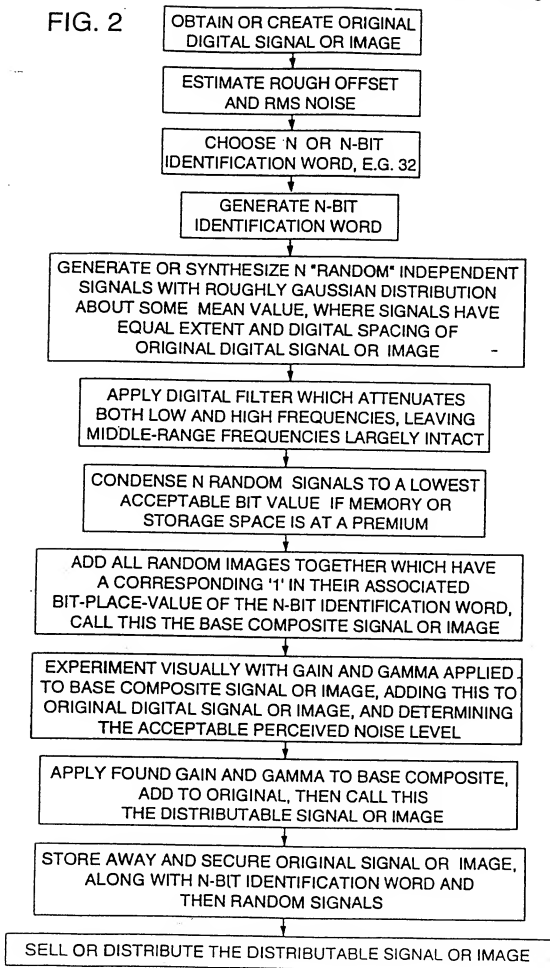 FIG. 2
OBTAIN OR CREATE ORIGINAL
DIGITAL SIGNAL OR IMAGE
ESTIMATE ROUGH OFFSET
AND RMS NOISE
CHOOSE N OR N-BIT
IDENTIFICATION WORD, E.G. 32
GENERATE N-BIT
IDENTIFICATION WORD
GENERATE OR SYNTHESIZE N "RANDOM" INDEPENDENT
SIGNALS WITH ROUGHLY GAUSSIAN DISTRIBUTION
ABOUT SOME MEAN VALUE, WHERE SIGNALS HAVE
EQUAL EXTENT AND DIGITAL SPACING OF
ORIGINAL DIGITAL SIGNAL OR IMAGE
APPLY DIGITAL FILTER WHICH ATTENUATES
BOTH LOW AND HIGH FREQUENCIES, LEAVING
MIDDLE-RANGE FREQUENCIES LARGELY INTACT
CONDENSE N RANDOM SIGNALS TO A LOWEST
ACCEPTABLE BIT VALUE IF MEMORY OR
STORAGE SPACE IS AT A PREMIUM
ADD ALL RANDOM IMAGES TOGETHER WHICH HAVE
A CORRESPONDING '1' IN THEIR ASSOCIATED
BIT-PLACE-VALUE OF THE N-BIT IDENTIFICATION WORD,
CALL THIS THE BASE COMPOSITE SIGNAL OR IMAGE
EXPERIMENT VISUALLY WITH GAIN AND GAMMA APPLIED
TO BASE COMPOSITE SIGNAL OR IMAGE, ADDING THIS TO
ORIGINAL DIGITAL SIGNAL OR IMAGE, AND DETERMINING
THE ACCEPTABLE PERCEIVED NOISE LEVEL
APPLY FOUND GAIN AND GAMMA TO BASE COMPOSITE,
ADD TO ORIGINAL, THEN CALL THIS
THE DISTRIBUTABLE SIGNAL OR IMAGE
STORE AWAY AND SECURE ORIGINAL SIGNAL OR IMAGE,
ALONG WITH N-BIT IDENTIFICATION WORD AND
THEN RANDOM SIGNALS
SELL OR DISTRIBUTE THE DISTRIBUTABLE SIGNAL OR IMAGE